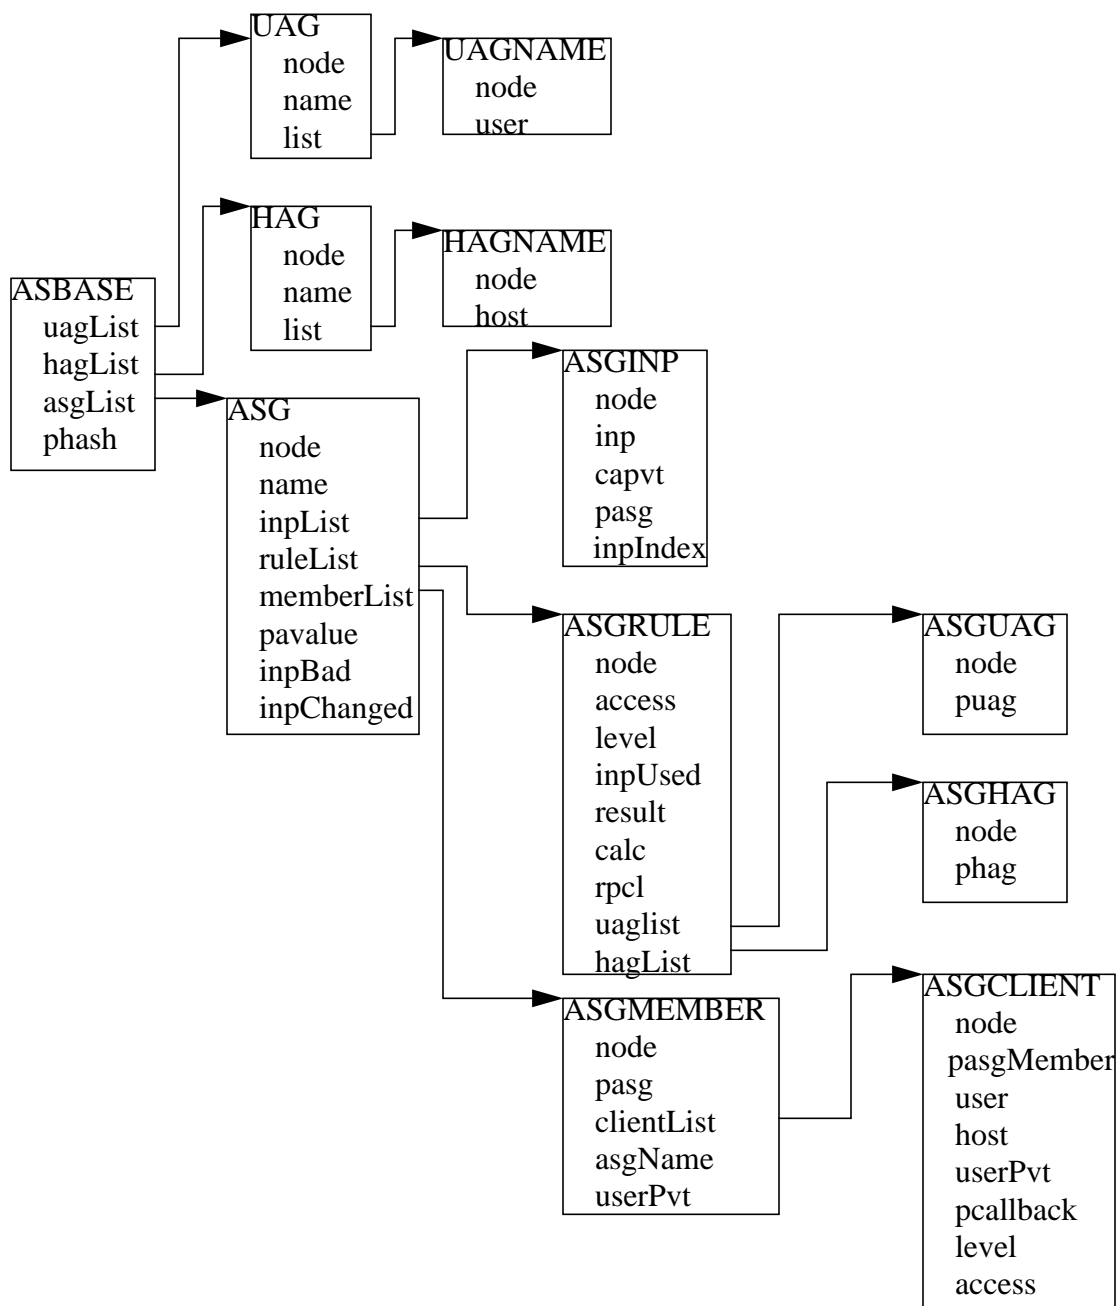 UAG
node
name
list
UAGNAME
node
user
HAG
node
name
list
HAGNAME
node
host
ASBASE
uagList
hagList
asgList
phash
ASG
node
name
inpList
ruleList
memberList
pavalue
inpBad
inpChanged
ASGINP
node
inp
capvt
pasg
inpIndex
ASGRULE
node
access
level
inpUsed
result
calc
rpcl
uaglist
hagList
ASGUAG
node
puag
ASGHAG
node
phag
ASGMEMBER
node
pasg
clientList
asgName
userPvt
ASGCLIENT
node
pasgMember
user
host
userPvt
pcallback
level
access